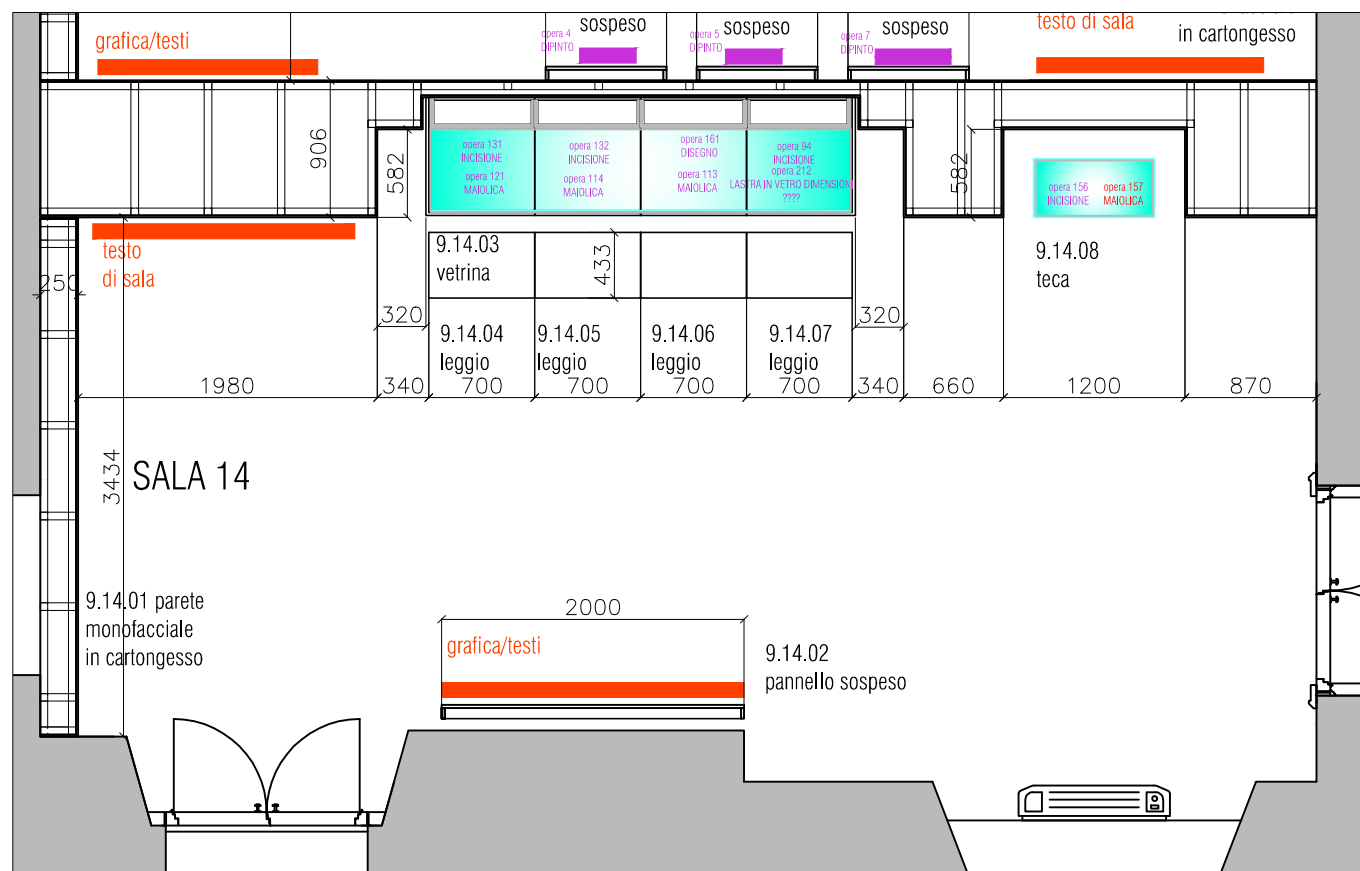 grafica/testi
opera 4
DIPINTO
sospeso
opera 5
DIPINTO
sospeso
opera 7
DIPINTO
sospeso
testo di sala
in cartongesso
906
582
opera 131
INCISIONE
opera 121
MAIOLICA
opera 132
INCISIONE
opera 114
MAIOLICA
opera 161
DISEGNO
opera 113
MAIOLICA
opera 94
INCISIONE
opera 212
LASTRA IN VETRO DIMENSIONI
????
582
opera 156
INCISIONE
opera 157
MAIOLICA
testo
di sala
250
9.14.03
vetrina
433
9.14.08
teca
320
320
9.14.04
leggio
9.14.05
leggio
9.14.06
leggio
9.14.07
leggio
1980
340
700
700
700
700
340
660
1200
870
3434
SALA 14
9.14.01 parete
monofacciale
in cartongesso
2000
grafica/testi
9.14.02
pannello sospeso